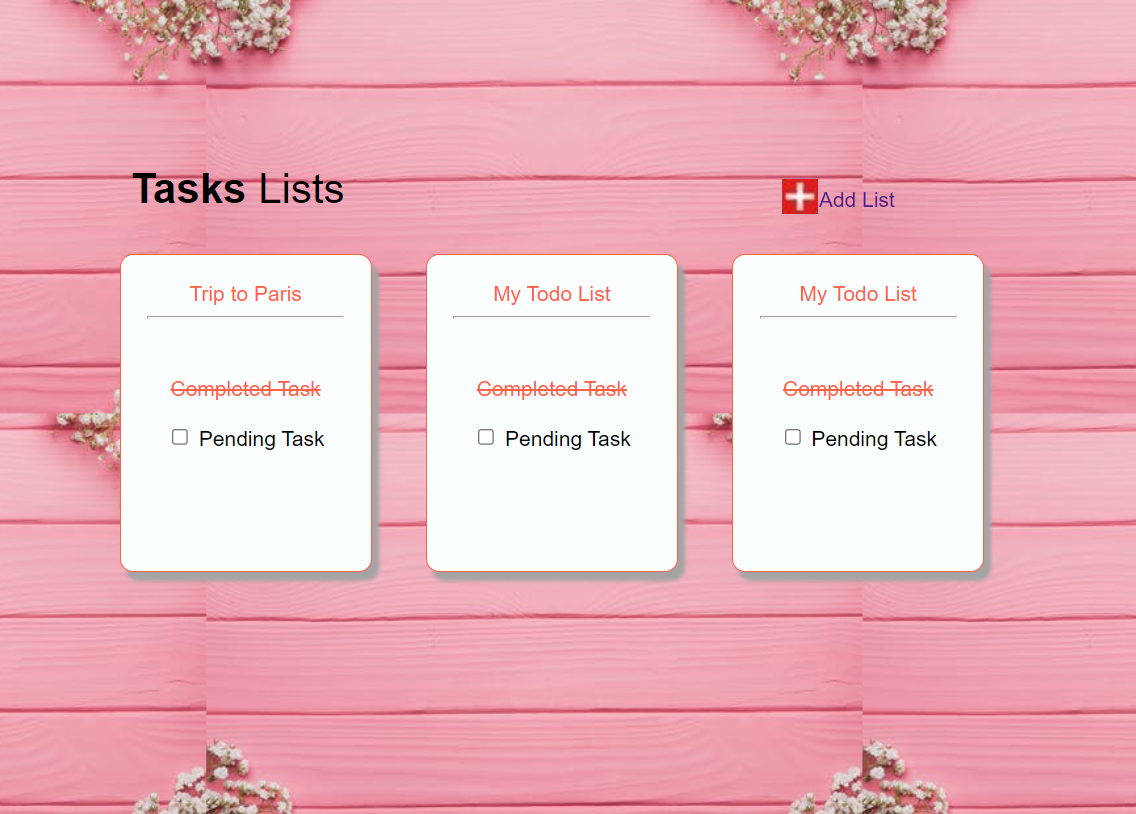 Tasks Lists
Add List
Trip to Paris
Completed Task
Pending Task
My Todo List
Completed Task
Pending Task
My Todo List
Completed Task
Pending Task